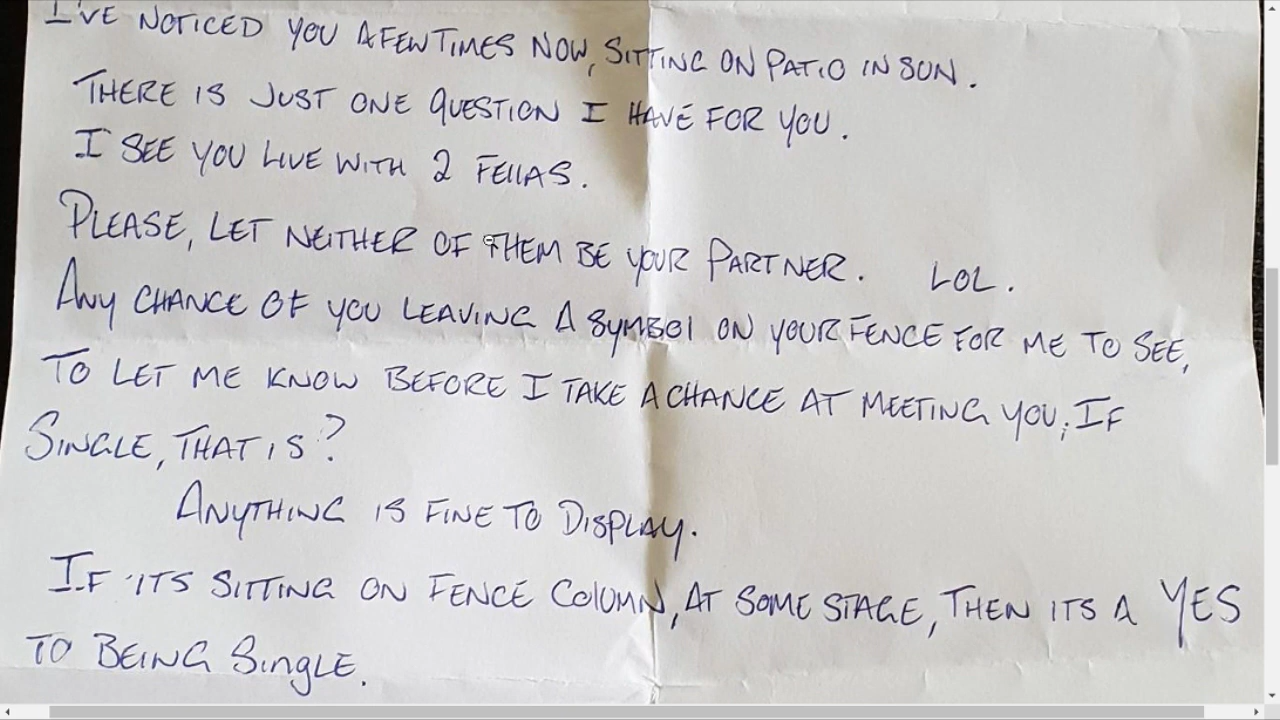 I'VE NOTICED YOU A FEW TIMES NOW, SITTING ON PATIO IN SUN.
THERE IS JUST ONE QUESTION I HAVE FOR YOU.
I SEE YOU LIVE WITH 2 FELLAS.
PLEASE, LET NEITHER OF THEM BE YOUR PARTNER. LOL.
ANY CHANCE OF YOU LEAVING A SYMBOL ON YOUR FENCE FOR ME TO SEE,
TO LET ME KNOW BEFORE I TAKE A CHANCE AT MEETING YOU; IF
SINGLE, THAT IS?
ANYTHING IS FINE TO DISPLAY.
IF ITS SITTING ON FENCE COLUMN, AT SOME STAGE, THEN ITS A YES
TO BEING SINGLE.